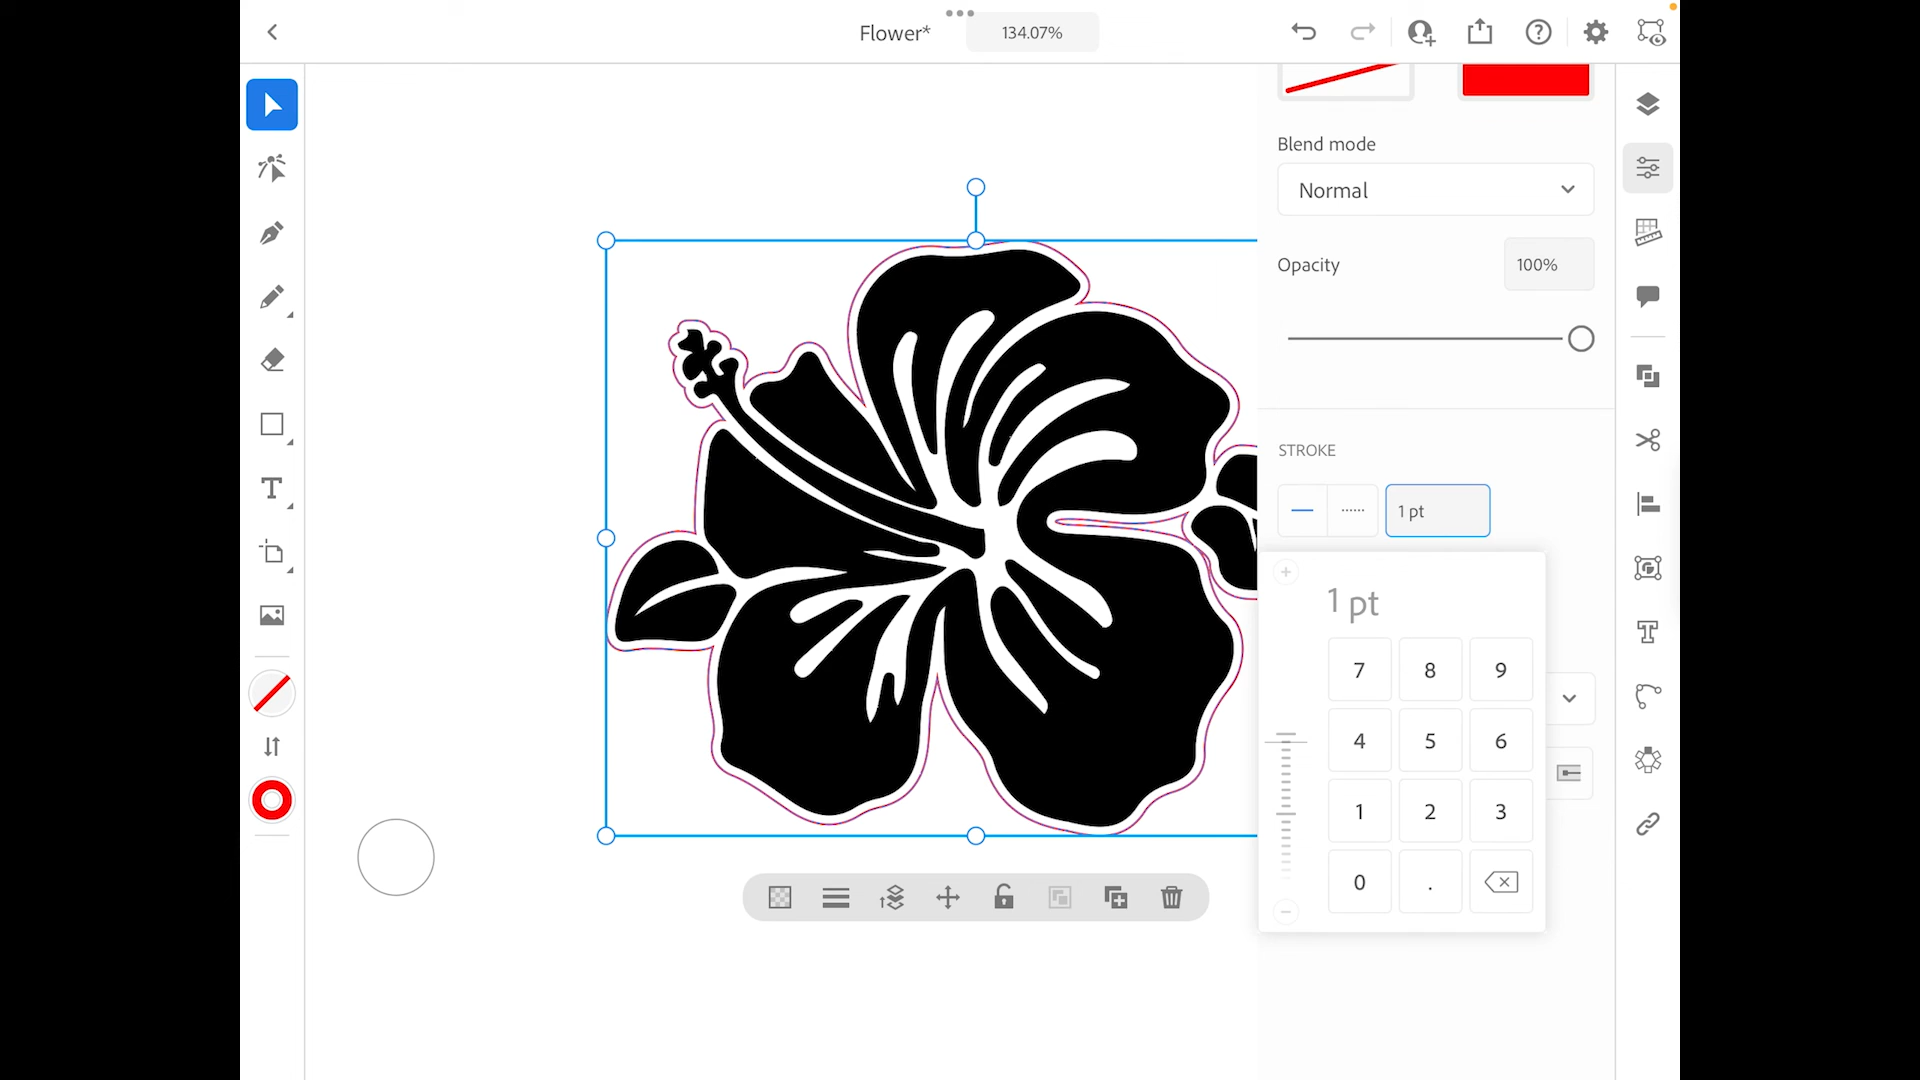 Flower*
134.07%
Blend mode
Normal
Opacity
100%
STROKE
1 pt
1 pt
7 8 9
4 5 6
1 2 3
0 .